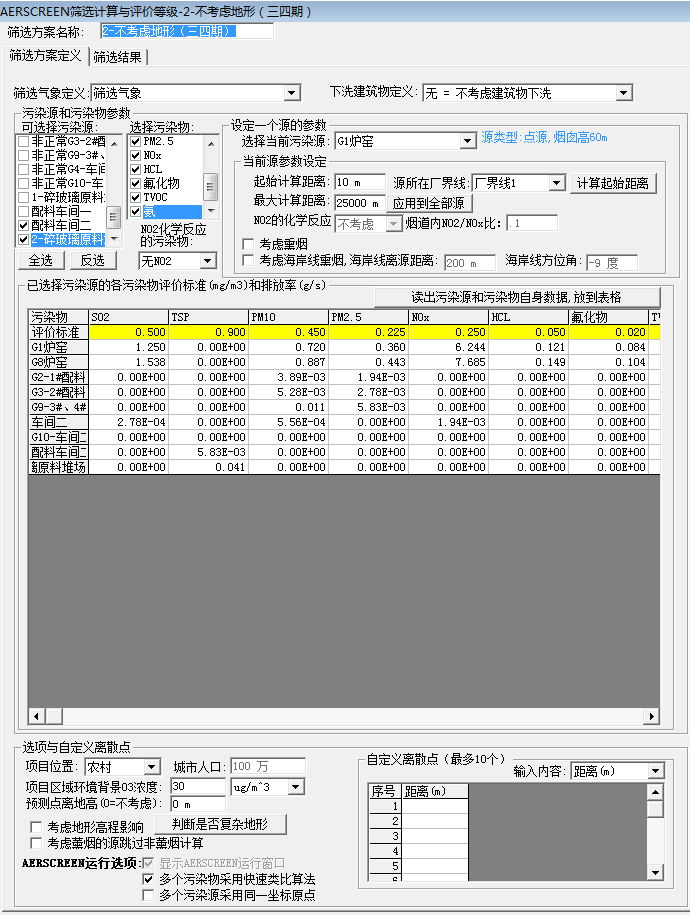 AERSCREEN筛选计算与评价等级-2-不考虑地形（三四期）
筛选方案名称: 2-不考虑地形（三四期）
筛选方案定义 筛选结果
筛选气象定义: 筛选气象 下洗建筑物定义: 无 = 不考虑建筑物下洗
污染源和污染物参数
可选择污染源: 选择污染物:
非正常G3-2#配
非正常G9-3#、
非正常G4-车间
非正常G10-车
1-碎玻璃原料
配料车间一
配料车间二
2-碎玻璃原料
全选 反选
PM2.5
NOx
HCL
氟化物
TVOC
氨
NO2化学反应
的污染物:
无NO2
设定一个源的参数
选择当前污染源: G1炉窑 源类型:点源, 烟囱高60m
当前源参数设定
起始计算距离: 10 m 源所在厂界线: 厂界线1 计算起始距离
最大计算距离: 25000 m 应用到全部源
NO2的化学反应 不考虑 烟道内NO2/NOx比: .1
考虑重烟
考虑海岸线重烟, 海岸线离源距离: 200 m 海岸线方位角: -9 度
已选择污染源的各污染物评价标准(mg/m3)和排放率(g/s)
读出污染源和污染物自身数据, 放到表格
污染物 SO2 TSP PM10 PM2.5 NOx HCL 氟化物
评价标准 0.500 0.900 0.450 0.225 0.250 0.050 0.020
G1炉窑 1.250 0.00E+00 0.720 0.360 6.244 0.121 0.084
G8炉窑 1.538 0.00E+00 0.887 0.443 7.685 0.149 0.104
G2-1#配料 0.00E+00 0.00E+00 3.89E-03 1.94E-03 0.00E+00 0.00E+00 0.00E+00
G3-2#配料 0.00E+00 0.00E+00 5.28E-03 2.78E-03 0.00E+00 0.00E+00 0.00E+00
G9-3#、4# 0.00E+00 0.00E+00 0.011 5.83E-03 0.00E+00 0.00E+00 0.00E+00
车间二 2.78E-04 0.00E+00 5.56E-04 0.00E+00 1.94E-03 0.00E+00 0.00E+00
G10-车间二 0.00E+00 0.00E+00 0.00E+00 0.00E+00 0.00E+00 0.00E+00 0.00E+00
配料车间二 0.00E+00 5.83E-03 0.00E+00 0.00E+00 0.00E+00 0.00E+00 0.00E+00
原料堆场 0.00E+00 0.041 0.00E+00 0.00E+00 0.00E+00 0.00E+00 0.00E+00
选项与自定义离散点
项目位置: 农村 城市人口: 100 万
项目区域环境背景O3浓度: 30 ug/m^3
预测点离地高(0=不考虑): 0 m
考虑地形高程影响 判断是否复杂地形
考虑薰烟的源跳过非薰烟计算
AERSCREEN运行选项: 显示AERSCREEN运行窗口
多个污染物采用快速类比算法
多个污染源采用同一坐标原点
自定义离散点（最多10个）
输入内容: 距离(m)
序号 距离(m)
1
2
3
4
5